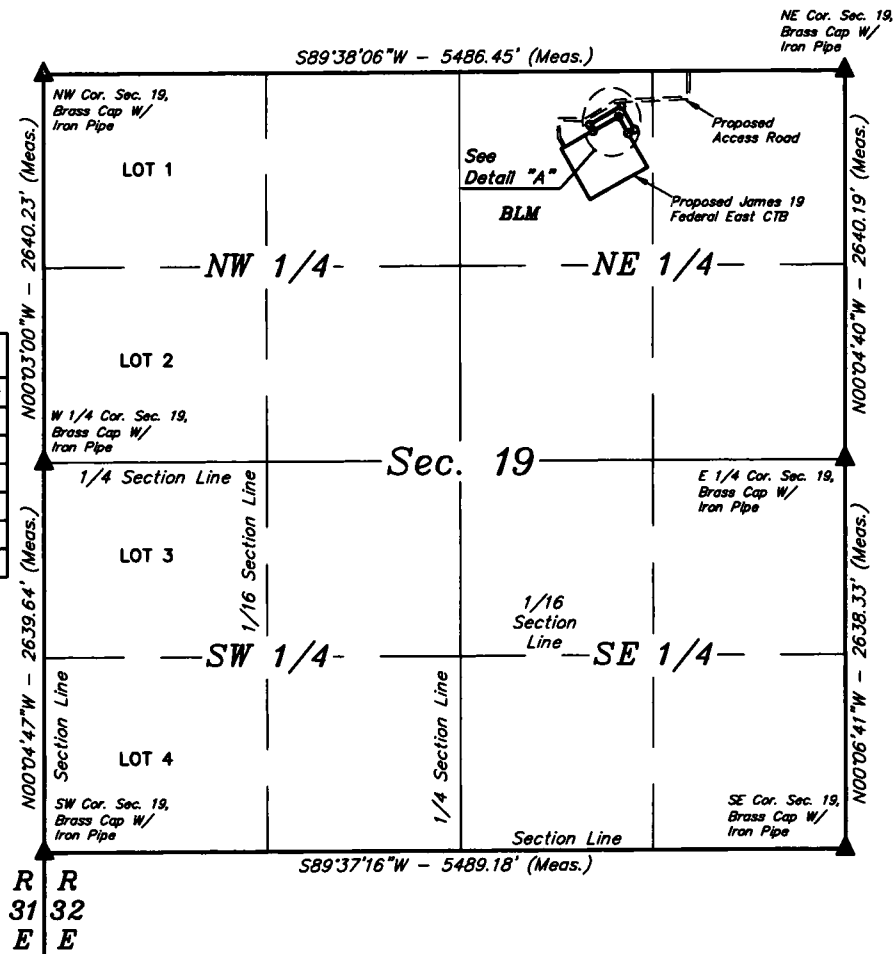 NE Cor. Sec. 19,
Brass Cap W/
Iron Pipe
S89°38'06"W - 5486.45' (Meas.)
NW Cor. Sec. 19,
Brass Cap W/
Iron Pipe
LOT 1
N00°03'00"W - 2640.23' (Meas.)
See
Detail "A"
BLM
Proposed
Access Road
Proposed James 19
Federal East CTB
N00°04'40"W - 2640.19' (Meas.)
NW 1/4
NE 1/4
LOT 2
W 1/4 Cor. Sec. 19,
Brass Cap W/
Iron Pipe
Sec. 19
1/4 Section Line
E 1/4 Cor. Sec. 19,
Brass Cap W/
Iron Pipe
LOT 3
1/16 Section Line
N00°04'47"W - 2639.64' (Meas.)
1/16
Section
Line
N00°06'41"W - 2638.33' (Meas.)
SW 1/4
SE 1/4
Section Line
1/4 Section Line
LOT 4
SW Cor. Sec. 19,
Brass Cap W/
Iron Pipe
SE Cor. Sec. 19,
Brass Cap W/
Iron Pipe
Section Line
S89°37'16"W - 5489.18' (Meas.)
R R
31 32
E E